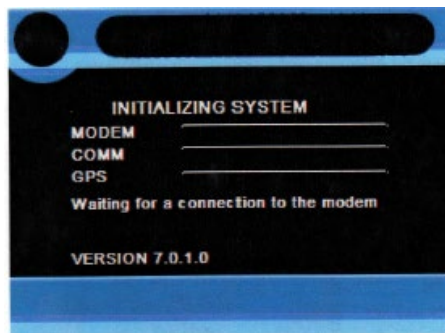 INITIALIZING SYSTEM
MODEM
COMM
GPS
Waiting for a connection to the modem
VERSION 7.0.1.0